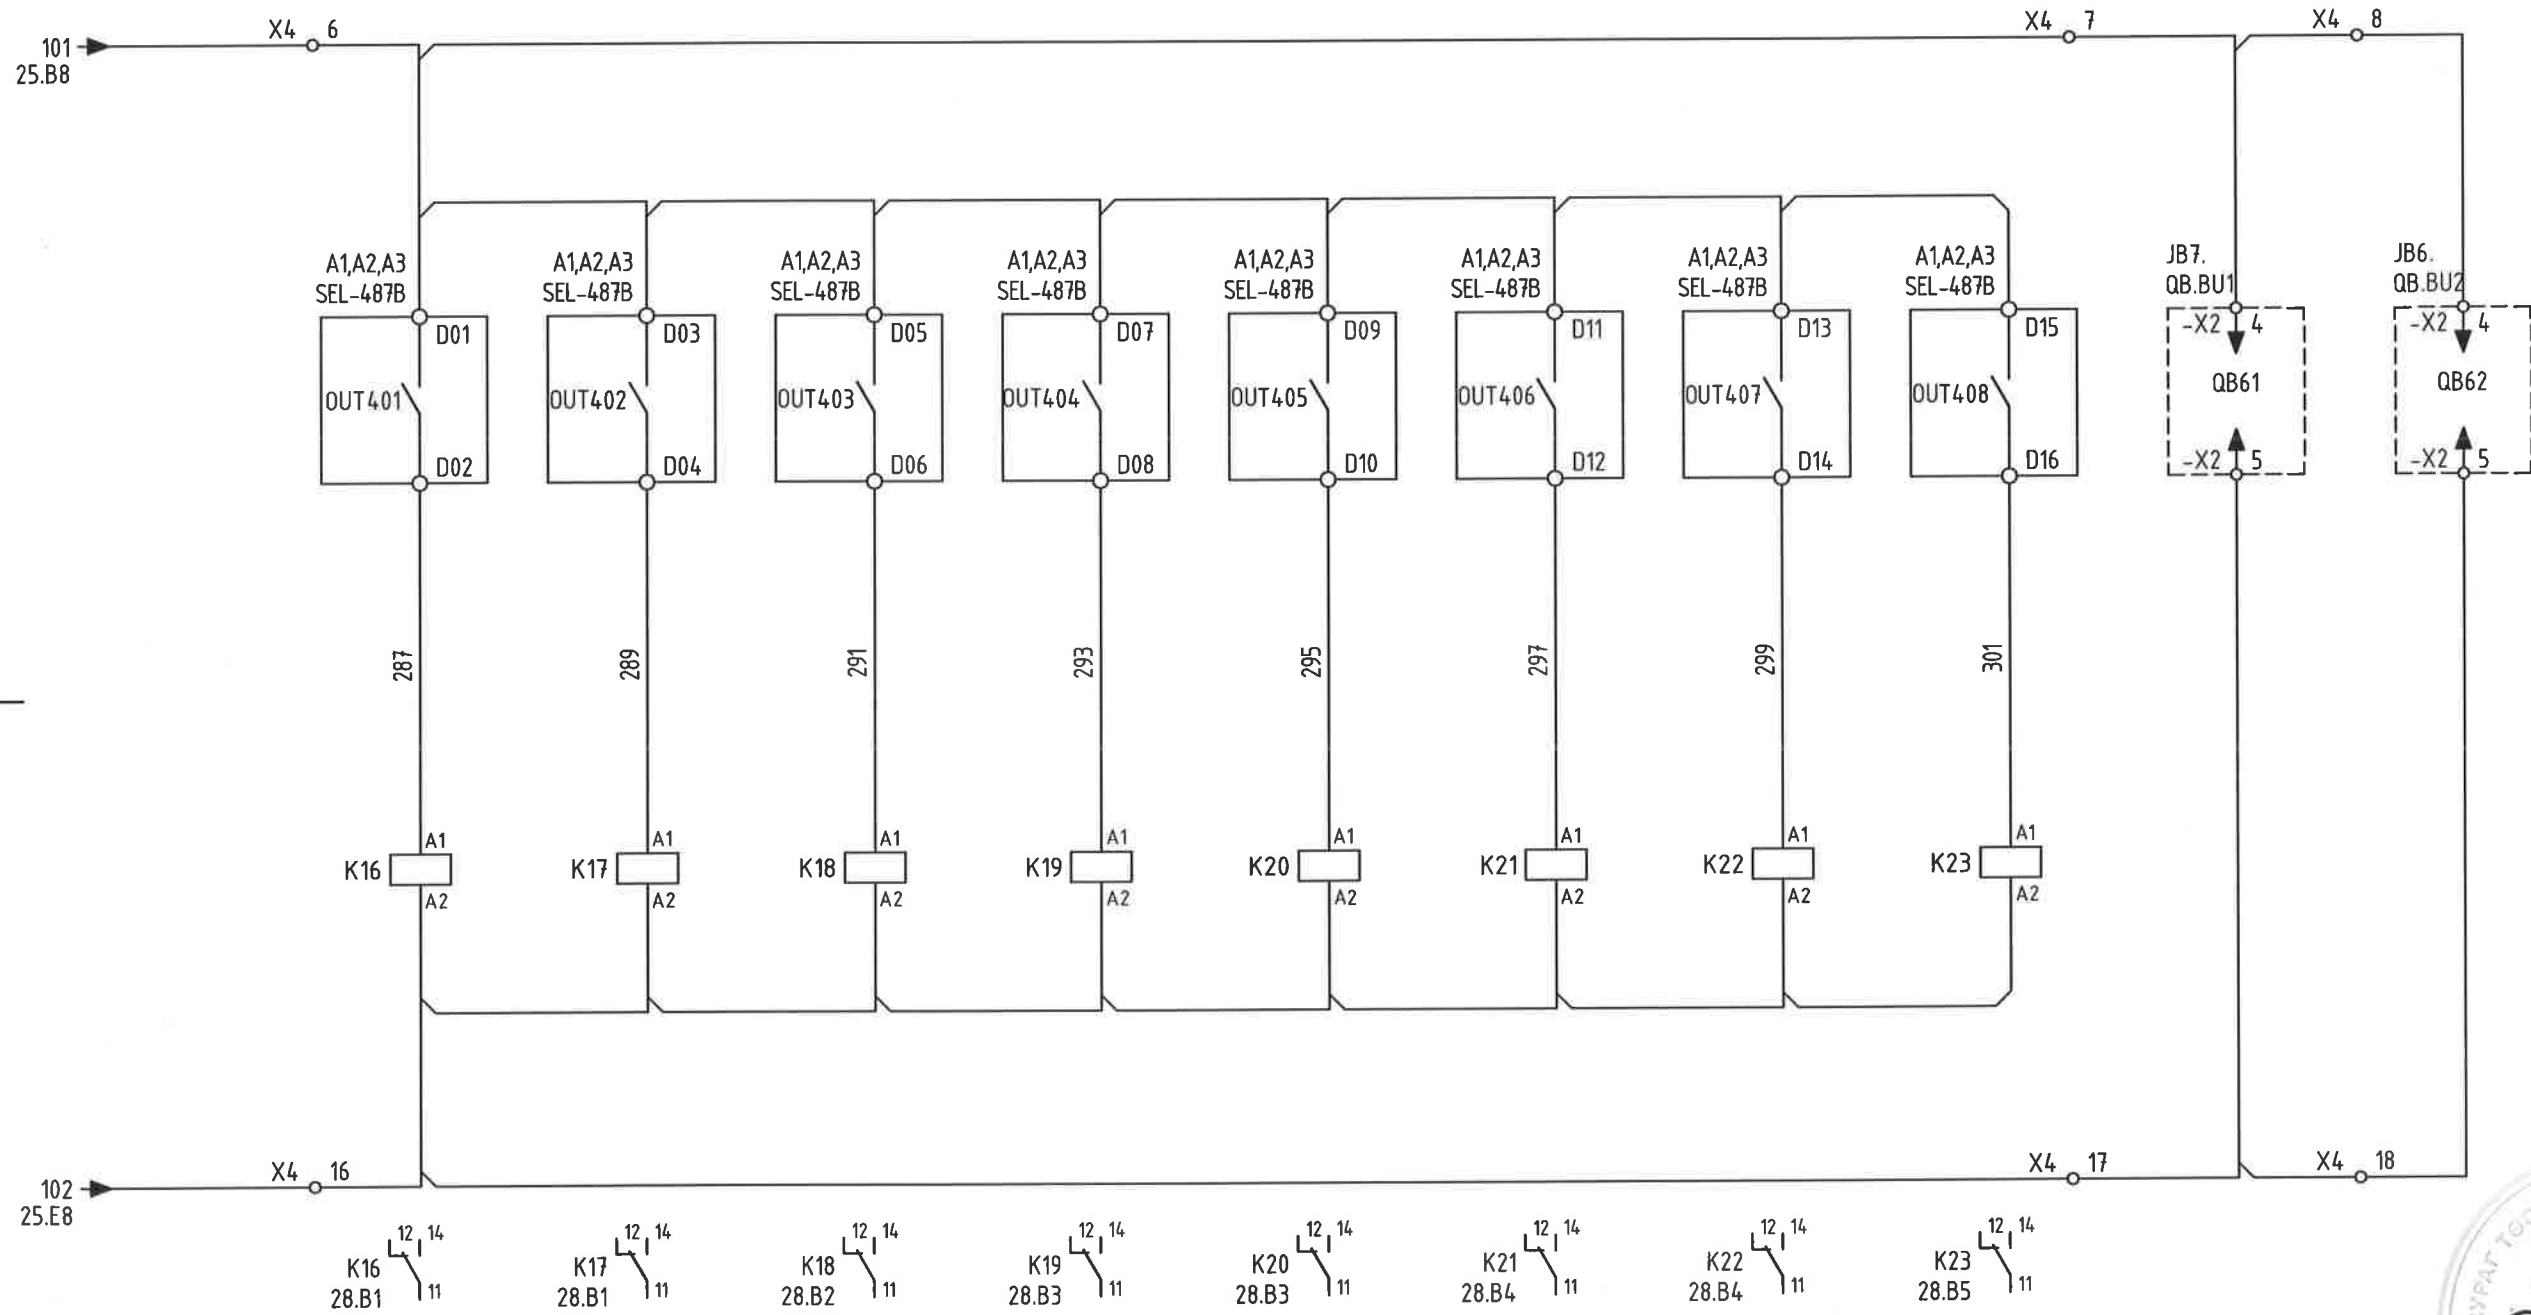 X4 6
X4 7
X4 8
101
25.B8
A1,A2,A3
SEL-487B
A1,A2,A3
SEL-487B
A1,A2,A3
SEL-487B
A1,A2,A3
SEL-487B
A1,A2,A3
SEL-487B
A1,A2,A3
SEL-487B
A1,A2,A3
SEL-487B
A1,A2,A3
SEL-487B
JB7.
QB.BU1
JB6.
QB.BU2
D01
D03
D05
D07
D09
D11
D13
D15
-X2 4
-X2 4
OUT401
OUT402
OUT403
OUT404
OUT405
OUT406
OUT407
OUT408
QB61
QB62
D02
D04
D06
D08
D10
D12
D14
D16
-X2 5
-X2 5
287
289
291
293
295
297
299
301
A1
A1
A1
A1
A1
A1
A1
A1
K16
K17
K18
K19
K20
K21
K22
K23
A2
A2
A2
A2
A2
A2
A2
A2
X4 16
X4 17
X4 18
102
25.E8
12 14
K16 11
28.B1
12 14
K17 11
28.B1
12 14
K18 11
28.B2
12 14
K19 11
28.B3
12 14
K20 11
28.B3
12 14
K21 11
28.B4
12 14
K22 11
28.B4
12 14
K23 11
28.B5